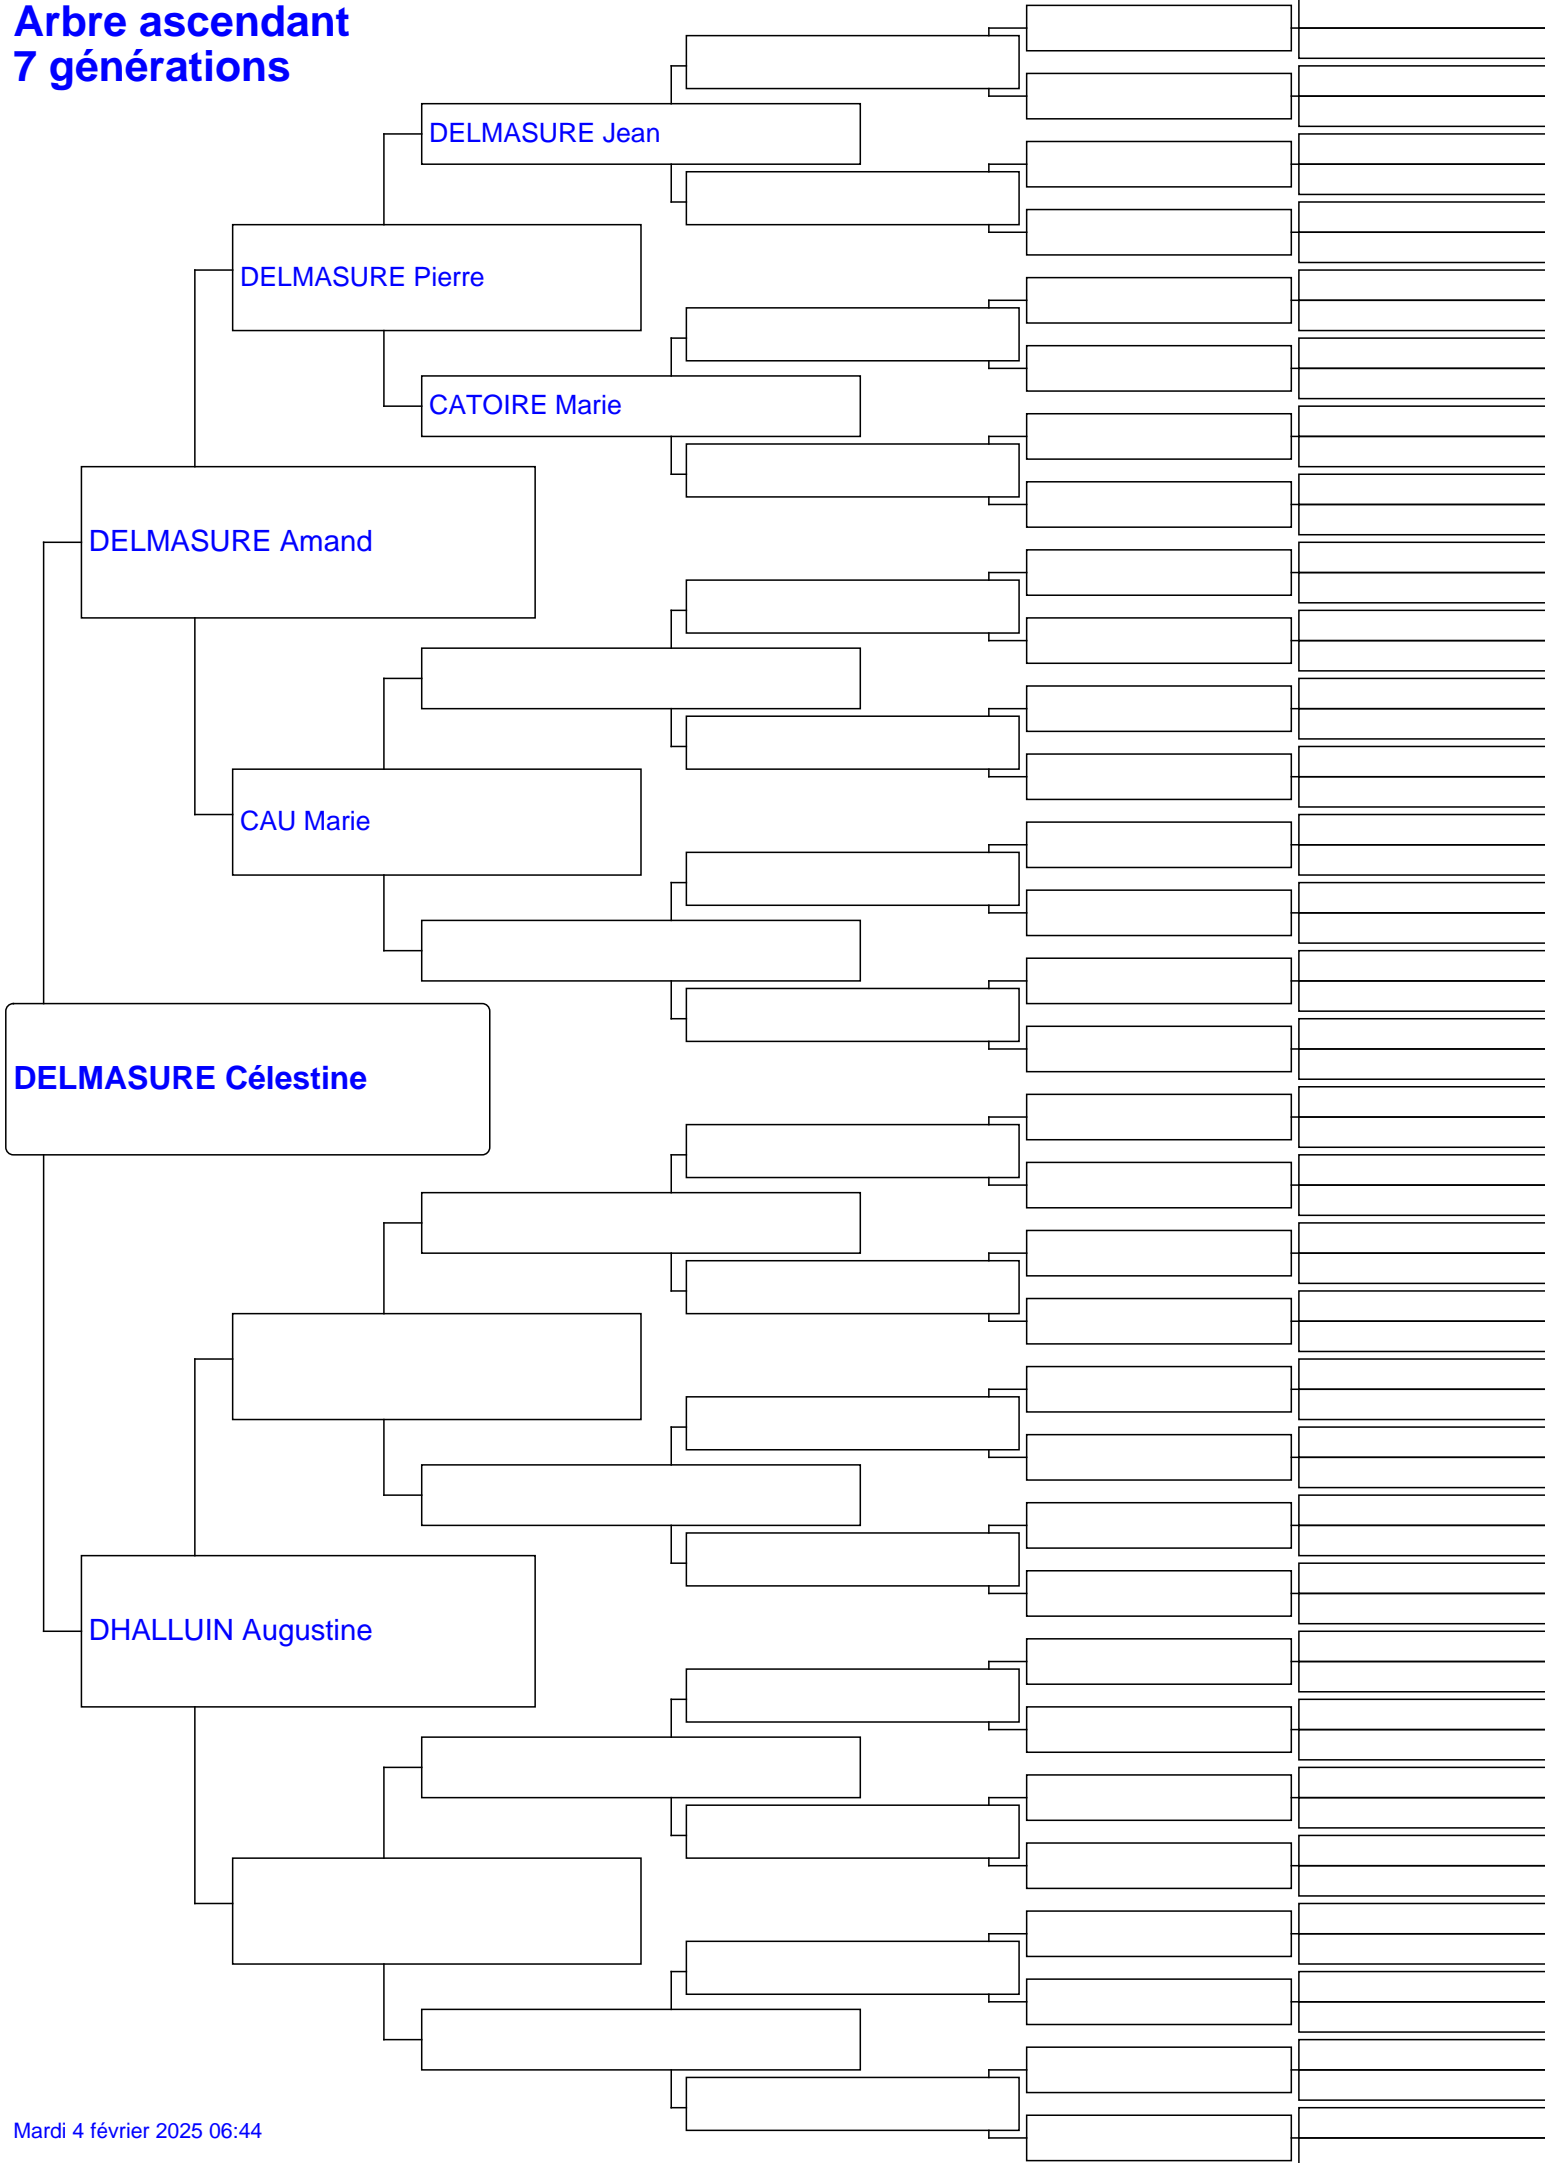 Arbre ascendant
7 générations
DELMASURE Jean
DELMASURE Pierre
CATOIRE Marie
DELMASURE Amand
CAU Marie
DELMASURE Célestine
DHALLUIN Augustine
Mardi 4 février 2025 06:44